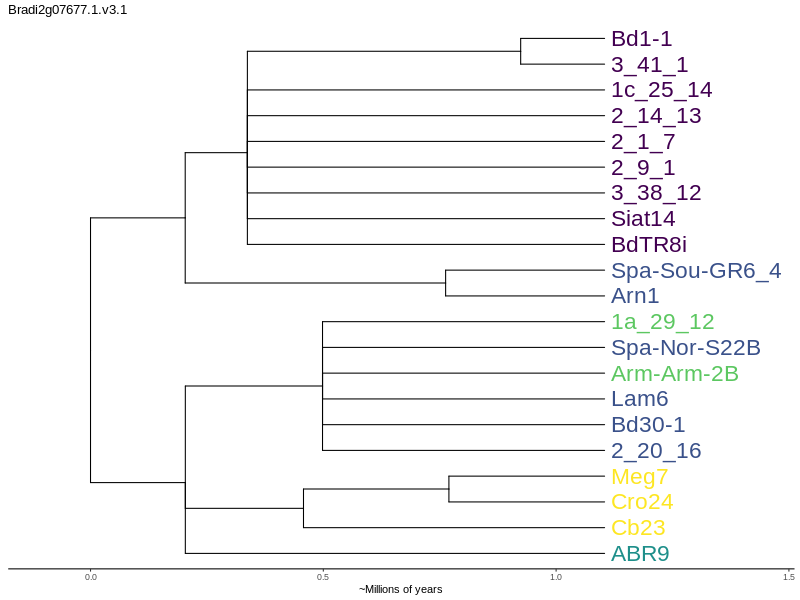 Bradi2g07677.1.v3.1
Bd1-1
3_41_1
1c_25_14
2_14_13
2_1_7
2_9_1
3_38_12
Siat14
BdTR8i
Spa-Sou-GR6_4
Arn1
1a_29_12
Spa-Nor-S22B
Arm-Arm-2B
Lam6
Bd30-1
2_20_16
Meg7
Cro24
Cb23
ABR9
0.0 0.5 1.0 1.5
~Millions of years